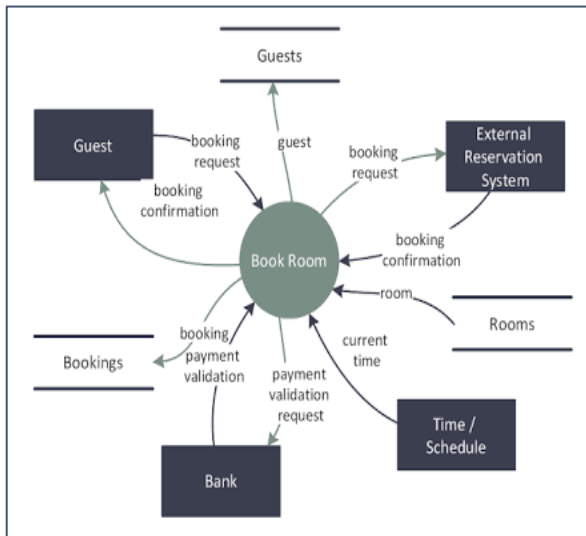 Guests
Guest
booking
request
guest
booking
request
External
Reservation
System
booking
confirmation
Book Room
booking
confirmation
room
Rooms
booking
Bookings
payment
validation
payment
validation
request
current
time
Time /
Schedule
Bank